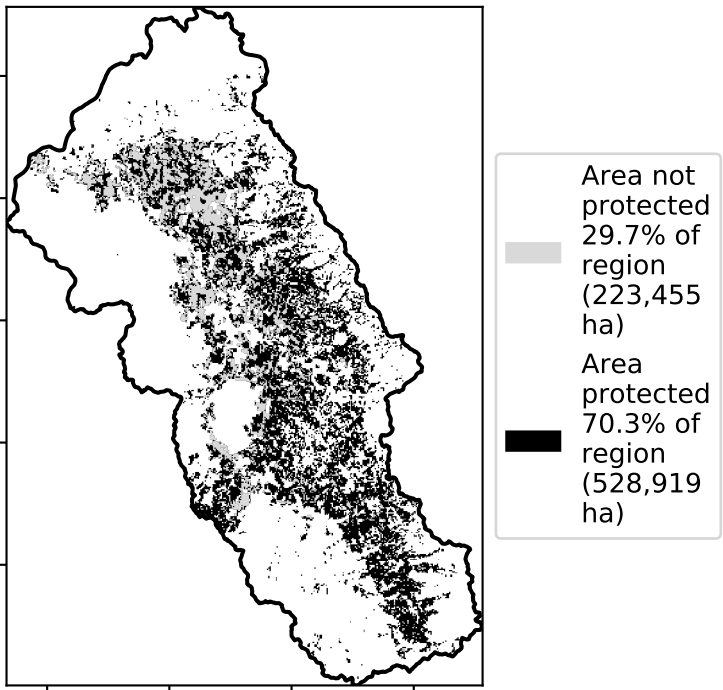 Area not
protected
29.7% of
region
(223,455
ha)
Area
protected
70.3% of
region
(528,919
ha)